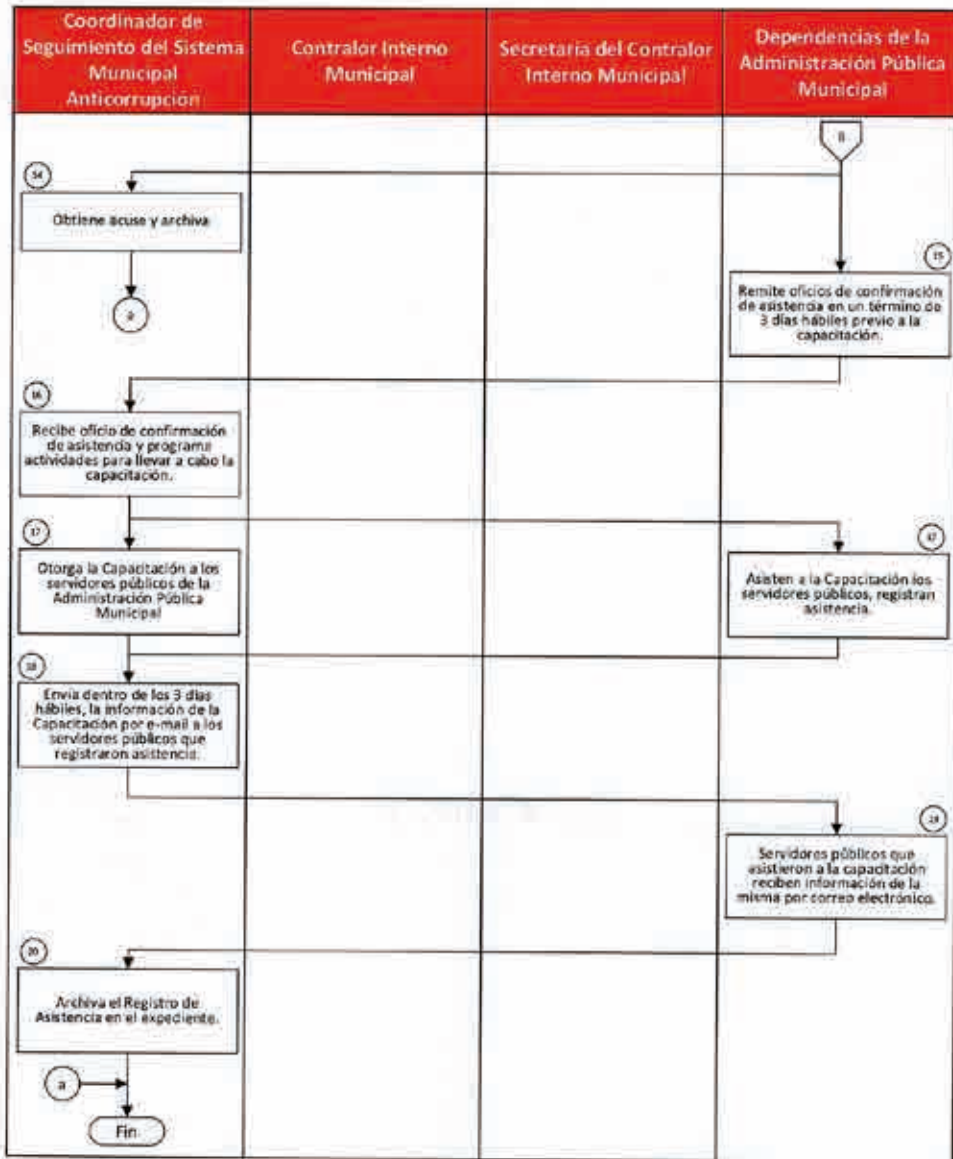 Coordinador de
Seguimiento del Sistema
Municipal
Anticorrupción
Contralor Interno
Municipal
Secretaría del Contralor
Interno Municipal
Dependencias de la
Administración Pública
Municipal
14
Obtiene acuse y archiva
a
15
Remite oficios de confirmación
de asistencia en un término de
3 días hábiles previo a la
capacitación.
16
Recibe oficio de confirmación
de asistencia y programa
actividades para llevar a cabo la
capacitación.
17
Otorga la Capacitación a los
servidores públicos de la
Administración Pública
Municipal
17
Asisten a la Capacitación los
servidores públicos, registran
asistencia.
18
Envía dentro de los 3 días
hábiles, la información de la
Capacitación por e-mail a los
servidores públicos que
registraron asistencia.
19
Servidores públicos que
asistieron a la capacitación
reciben información de la
misma por correo electrónico.
20
Archiva el Registro de
Asistencia en el expediente.
a
Fin